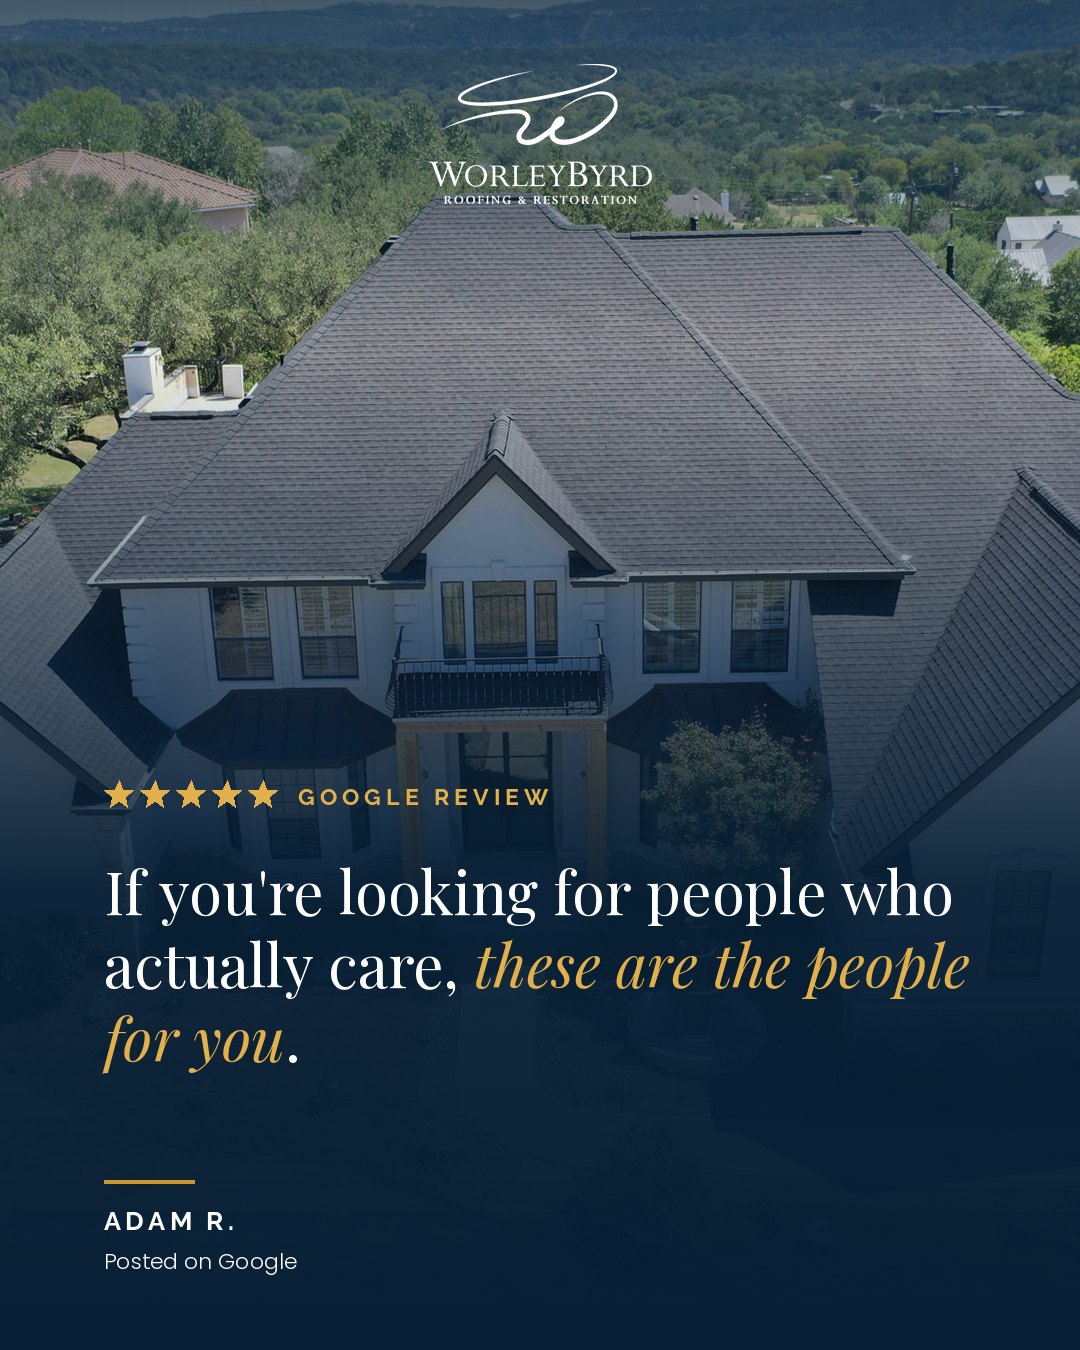 WORLEYBYRD
ROOFING & RESTORATION
GOOGLE REVIEW
If you're looking for people who
actually care, these are the people
for you.
ADAM R.
Posted on Google